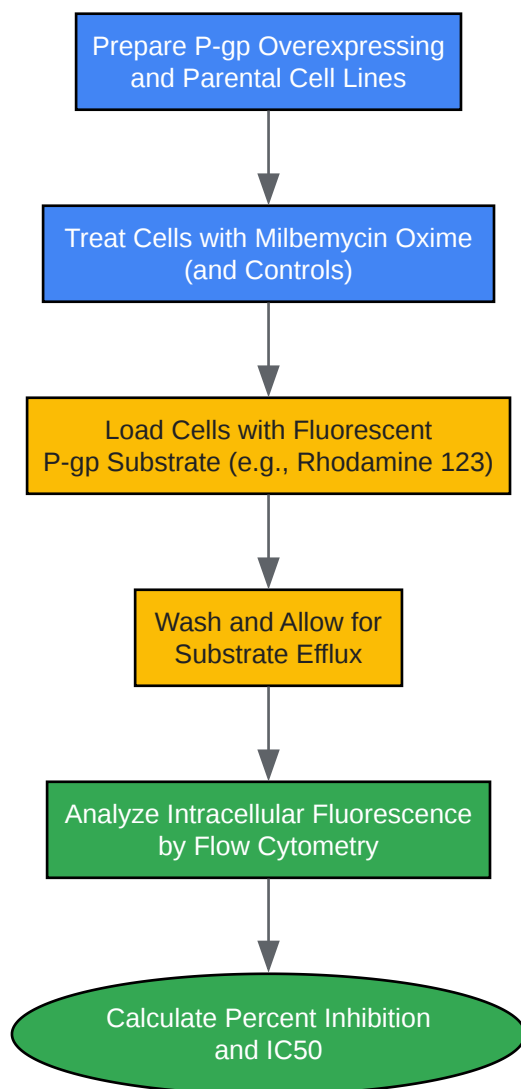 Prepare P-gp Overexpressing
and Parental Cell Lines
Treat Cells with Milbemycin Oxime
(and Controls)
Load Cells with Fluorescent
P-gp Substrate (e.g., Rhodamine 123)
Wash and Allow for
Substrate Efflux
Analyze Intracellular Fluorescence
by Flow Cytometry
Calculate Percent Inhibition
and IC50